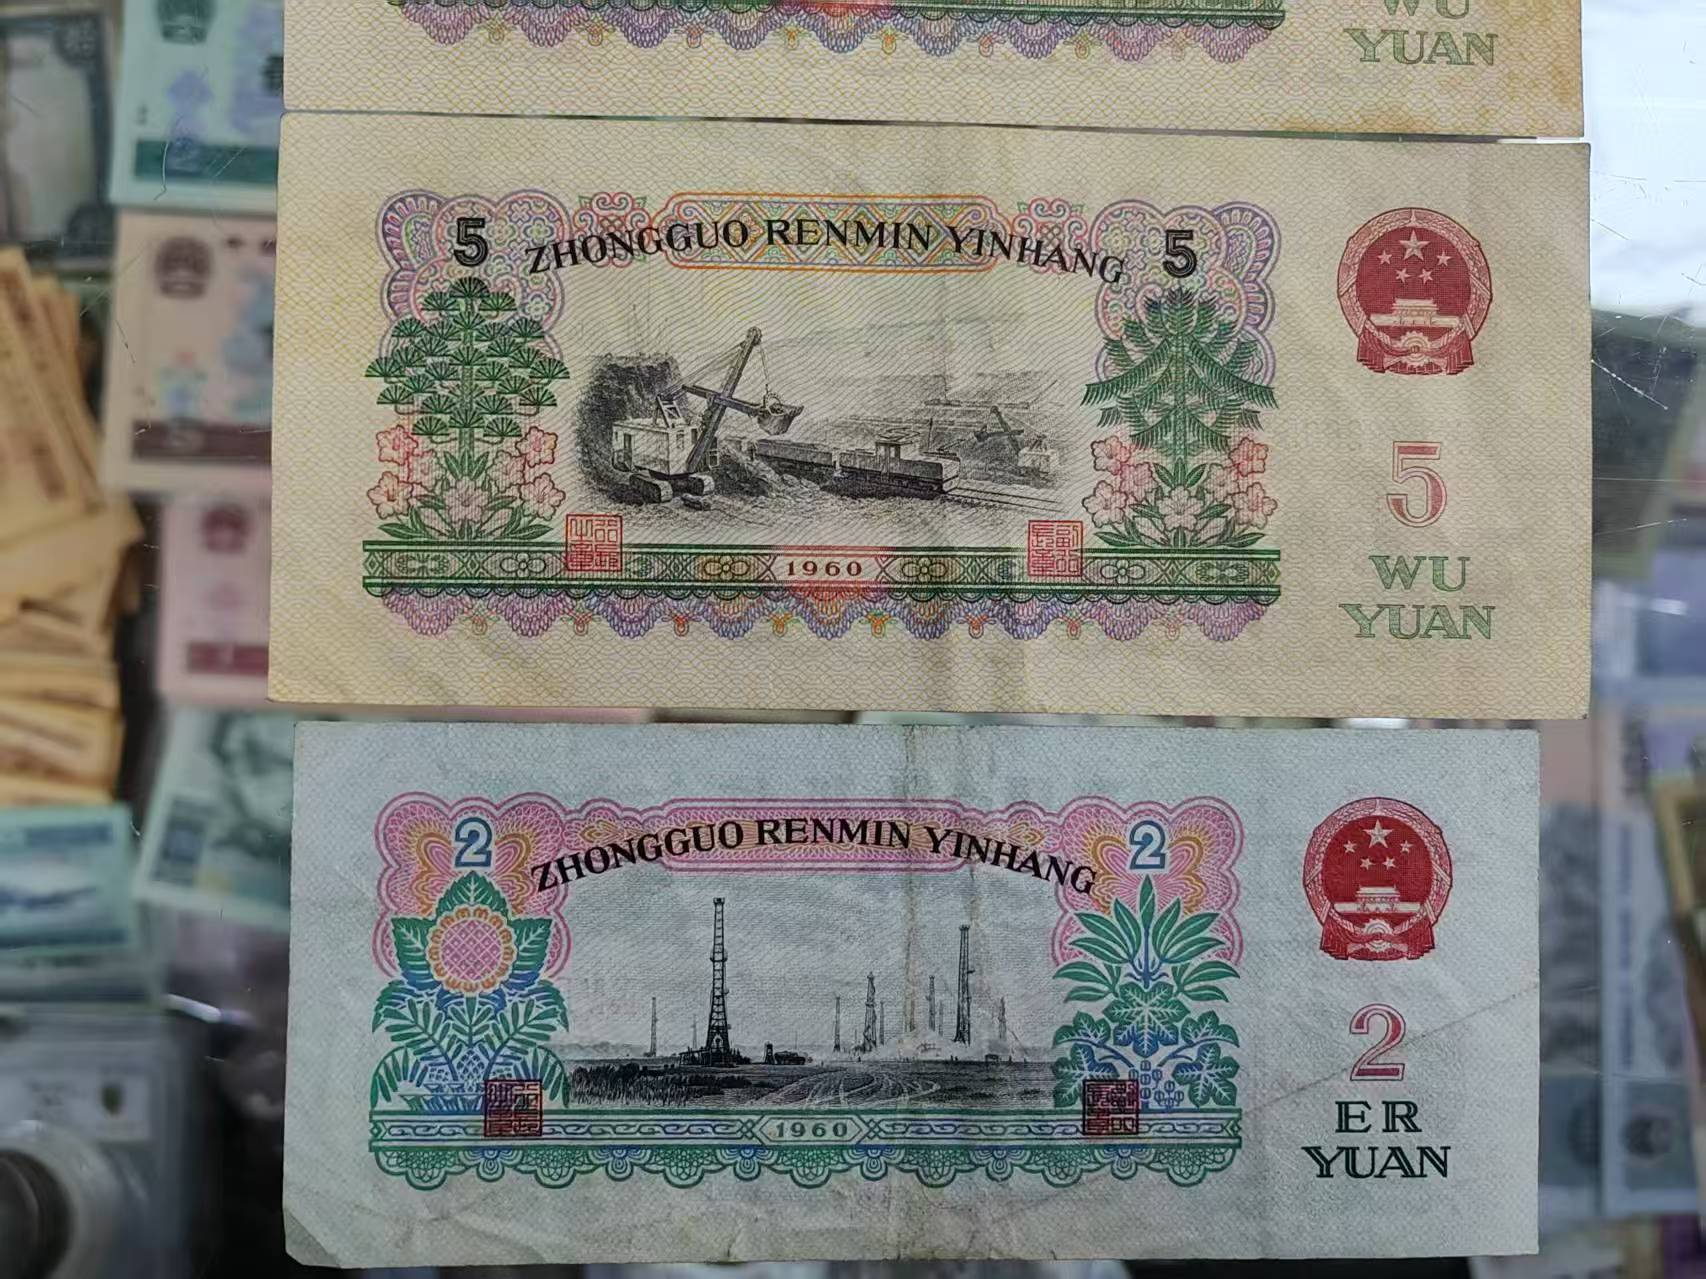 WU
YUAN
5 ZHONGGUO RENMIN YINHANG 5
5
1960
WU
YUAN
2 ZHONGGUO RENMIN YINHANG 2
2
1960
ER
YUAN